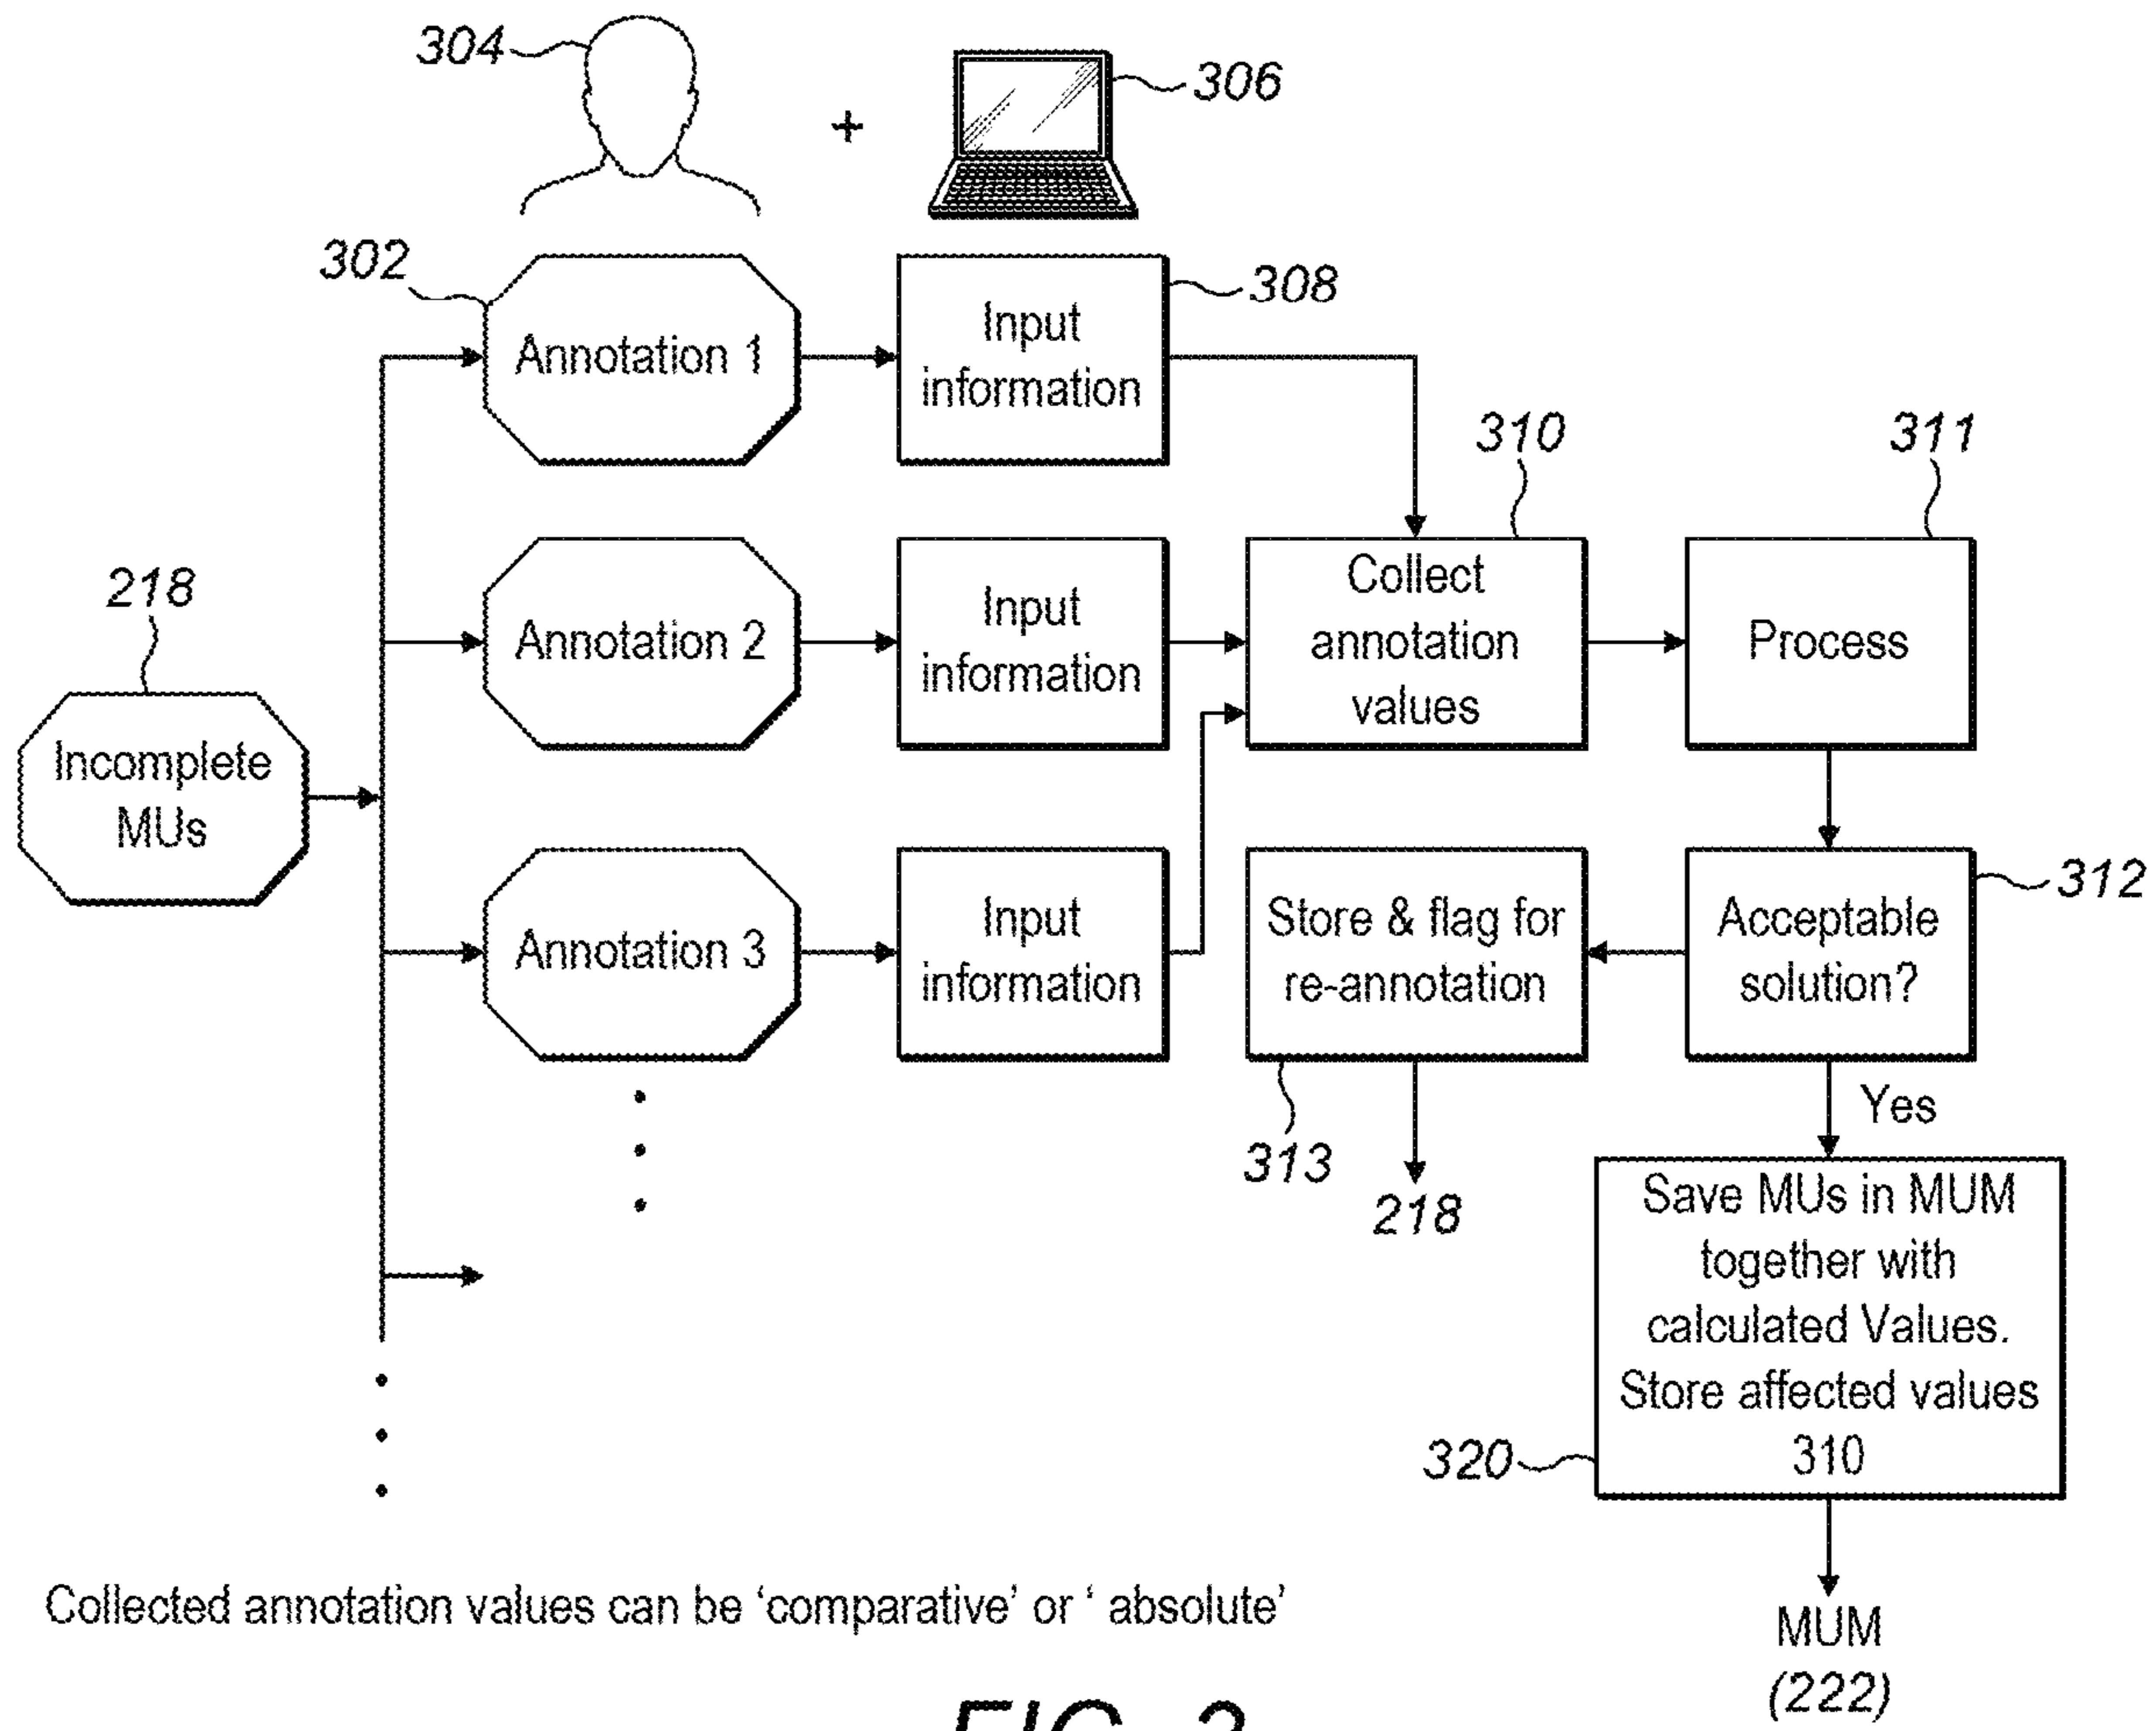 304
+
306
302
308
Annotation 1
Input
information
310
311
218
Annotation 2
Input
information
Collect
annotation
values
Process
Incomplete
MUs
312
Annotation 3
Input
information
Store & flag for
re-annotation
Acceptable
solution?
Yes
313
218
Save MUs in MUM
together with
calculated Values.
Store affected values
310
320
Collected annotation values can be 'comparative' or ' absolute'
MUM
(222)